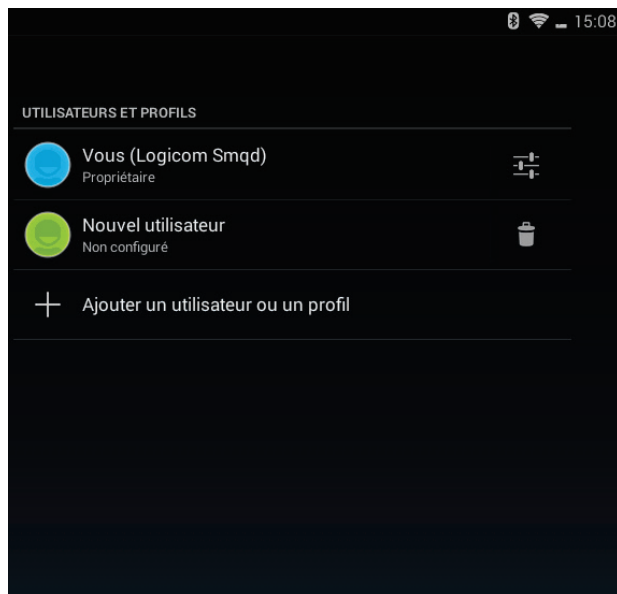 15:08
UTILISATEURS ET PROFILS
Vous (Logicom Smqd)
Propriétaire
Nouvel utilisateur
Non configuré
Ajouter un utilisateur ou un profil